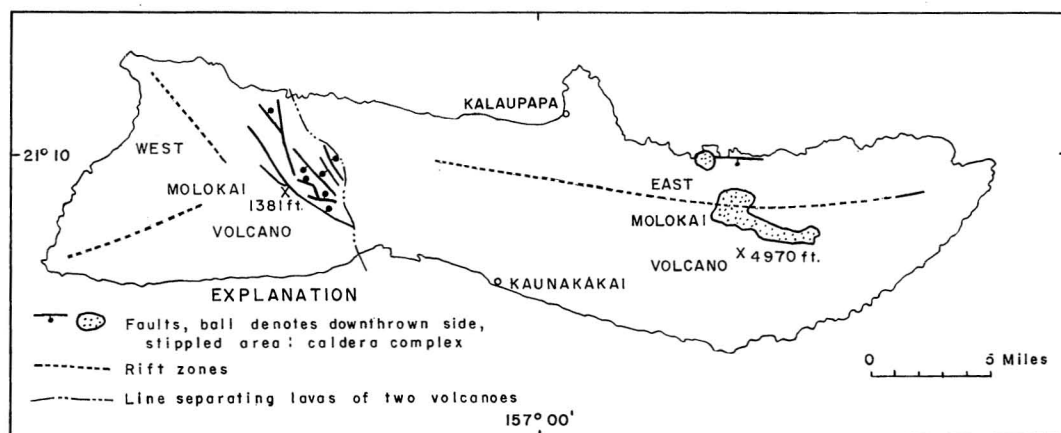 KALAUPAPA
21° 10
WEST
EAST
MOLOKAI
1381 ft.
MOLOKAI
VOLCANO
4970 ft.
VOLCANO
KAUNAKAKAI
EXPLANATION
Faults, ball denotes downthrown side,
stippled area: caldera complex
0 5 Miles
Rift zones
Line separating lavas of two volcanoes
157° 00'